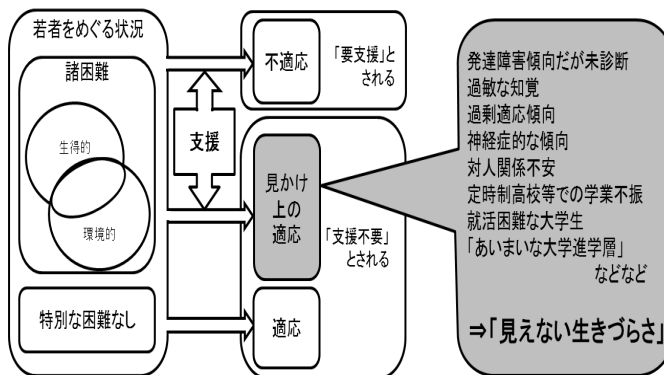 若者をめぐる状況
諸困難
生得的
環境的
特別な困難なし
支援
不適応
「要支援」と
される
見かけ
上の
適応
「支援不要」
とされる
適応
発達障害傾向だが未診断
過敏な知覚
過剰適応傾向
神経症的な傾向
対人関係不安
定時制高校等での学業不振
就活困難な大学生
「あいまいな大学進学層」
などなど
⇒「見えない生きづらさ」